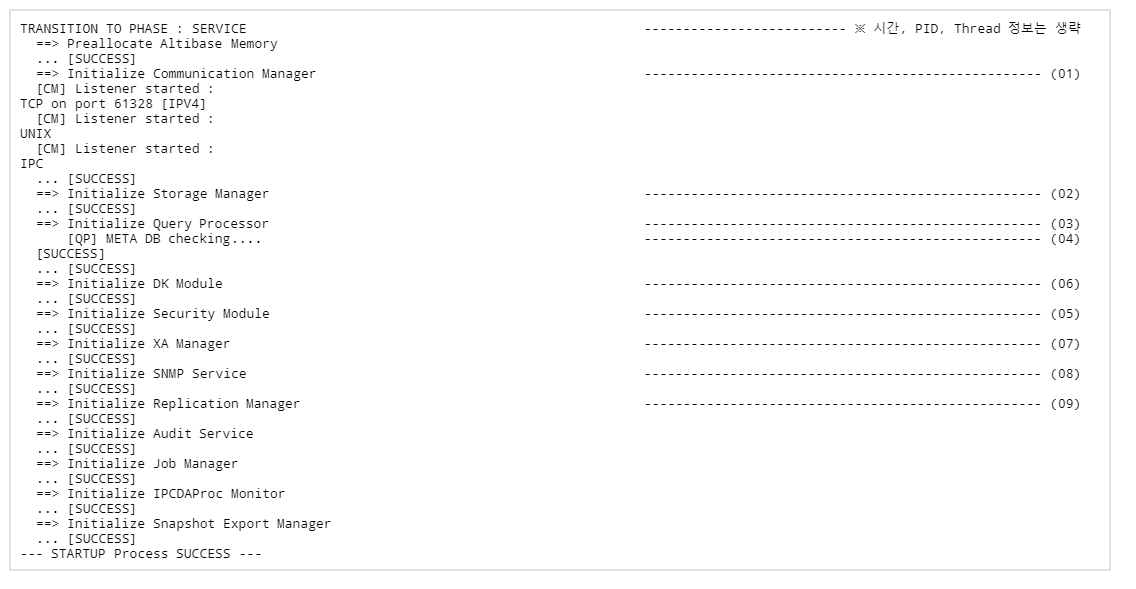 TRANSITION TO PHASE : SERVICE -------------------------- ※ 시간, PID, Thread 정보는 생략
==> Preallocate Altibase Memory
... [SUCCESS]
==> Initialize Communication Manager --------------------------------------------------- (01)
[CM] Listener started :
TCP on port 61328 [IPV4]
[CM] Listener started :
UNIX
[CM] Listener started :
IPC
... [SUCCESS]
==> Initialize Storage Manager --------------------------------------------------- (02)
... [SUCCESS]
==> Initialize Query Processor --------------------------------------------------- (03)
[QP] META DB checking.... --------------------------------------------------- (04)
[SUCCESS]
... [SUCCESS]
==> Initialize DK Module --------------------------------------------------- (06)
... [SUCCESS]
==> Initialize Security Module --------------------------------------------------- (05)
... [SUCCESS]
==> Initialize XA Manager --------------------------------------------------- (07)
... [SUCCESS]
==> Initialize SNMP Service --------------------------------------------------- (08)
... [SUCCESS]
==> Initialize Replication Manager --------------------------------------------------- (09)
... [SUCCESS]
==> Initialize Audit Service
... [SUCCESS]
==> Initialize Job Manager
... [SUCCESS]
==> Initialize IPCDAProc Monitor
... [SUCCESS]
==> Initialize Snapshot Export Manager
... [SUCCESS]
--- STARTUP Process SUCCESS ---